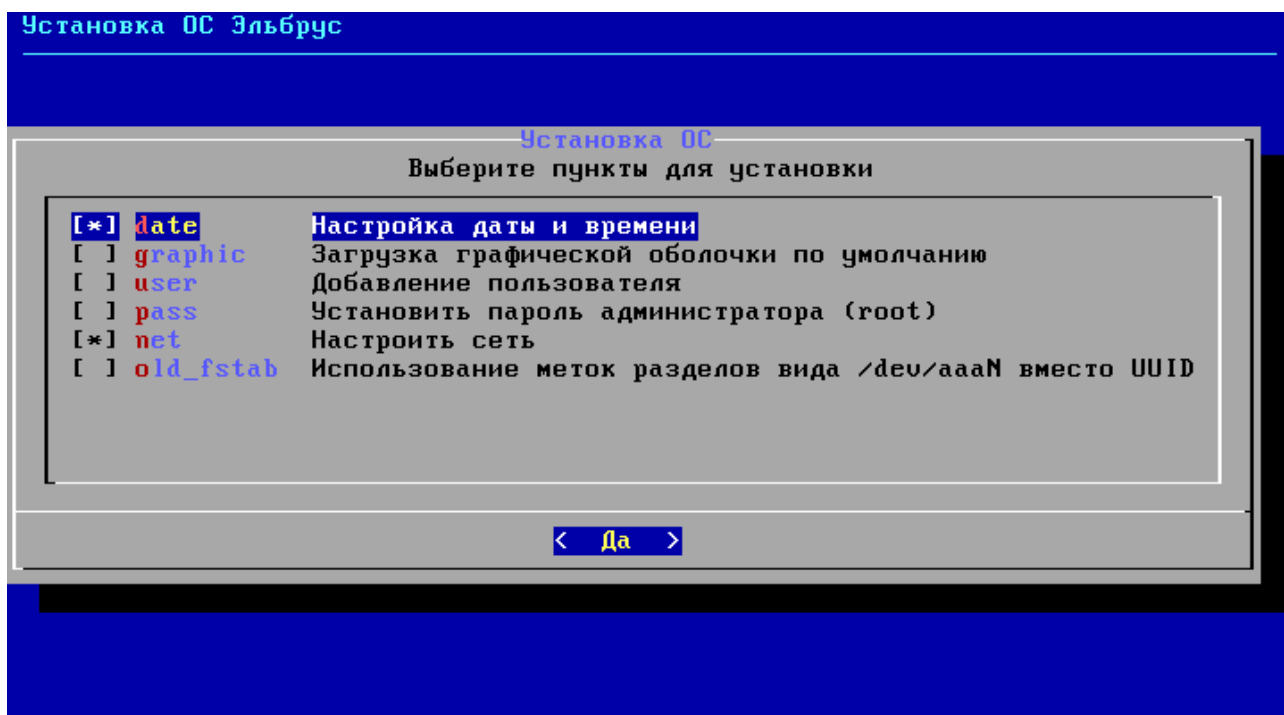 Установка ОС Эльбрус
Установка ОС
Выберите пункты для установки
[*] date Настройка даты и времени
[ ] graphic Загрузка графической оболочки по умолчанию
[ ] user Добавление пользователя
[ ] pass Установить пароль администратора (root)
[*] net Настроить сеть
[ ] old_fstab Использование меток разделов вида /dev/aaaN вместо UUID
< Да >